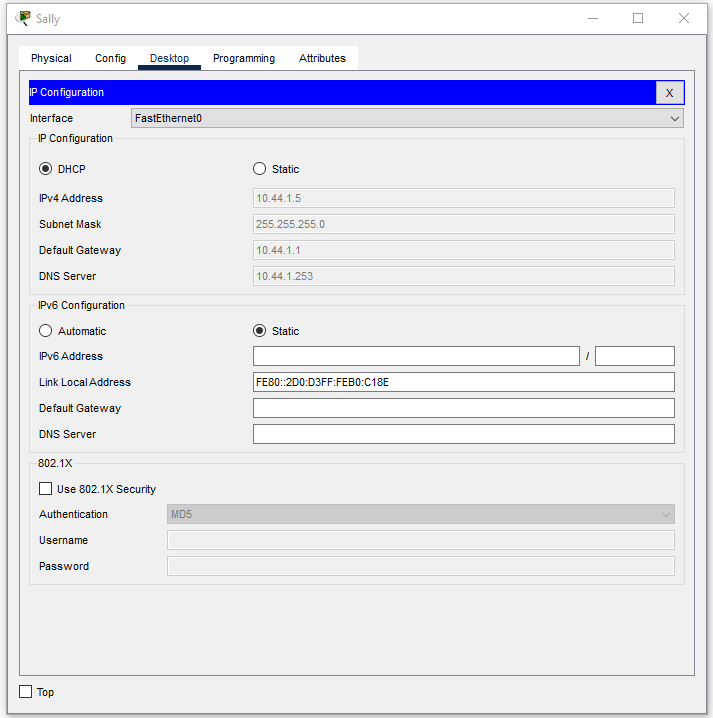 Sally
Physical Config Desktop Programming Attributes
IP Configuration X
Interface FastEthernet0
IP Configuration
DHCP Static
IPv4 Address 10.44.1.5
Subnet Mask 255.255.255.0
Default Gateway 10.44.1.1
DNS Server 10.44.1.253
IPv6 Configuration
Automatic Static
IPv6 Address /
Link Local Address FE80::2D0:D3FF:FEB0:C18E
Default Gateway
DNS Server
802.1X
Use 802.1X Security
Authentication MD5
Username
Password
Top